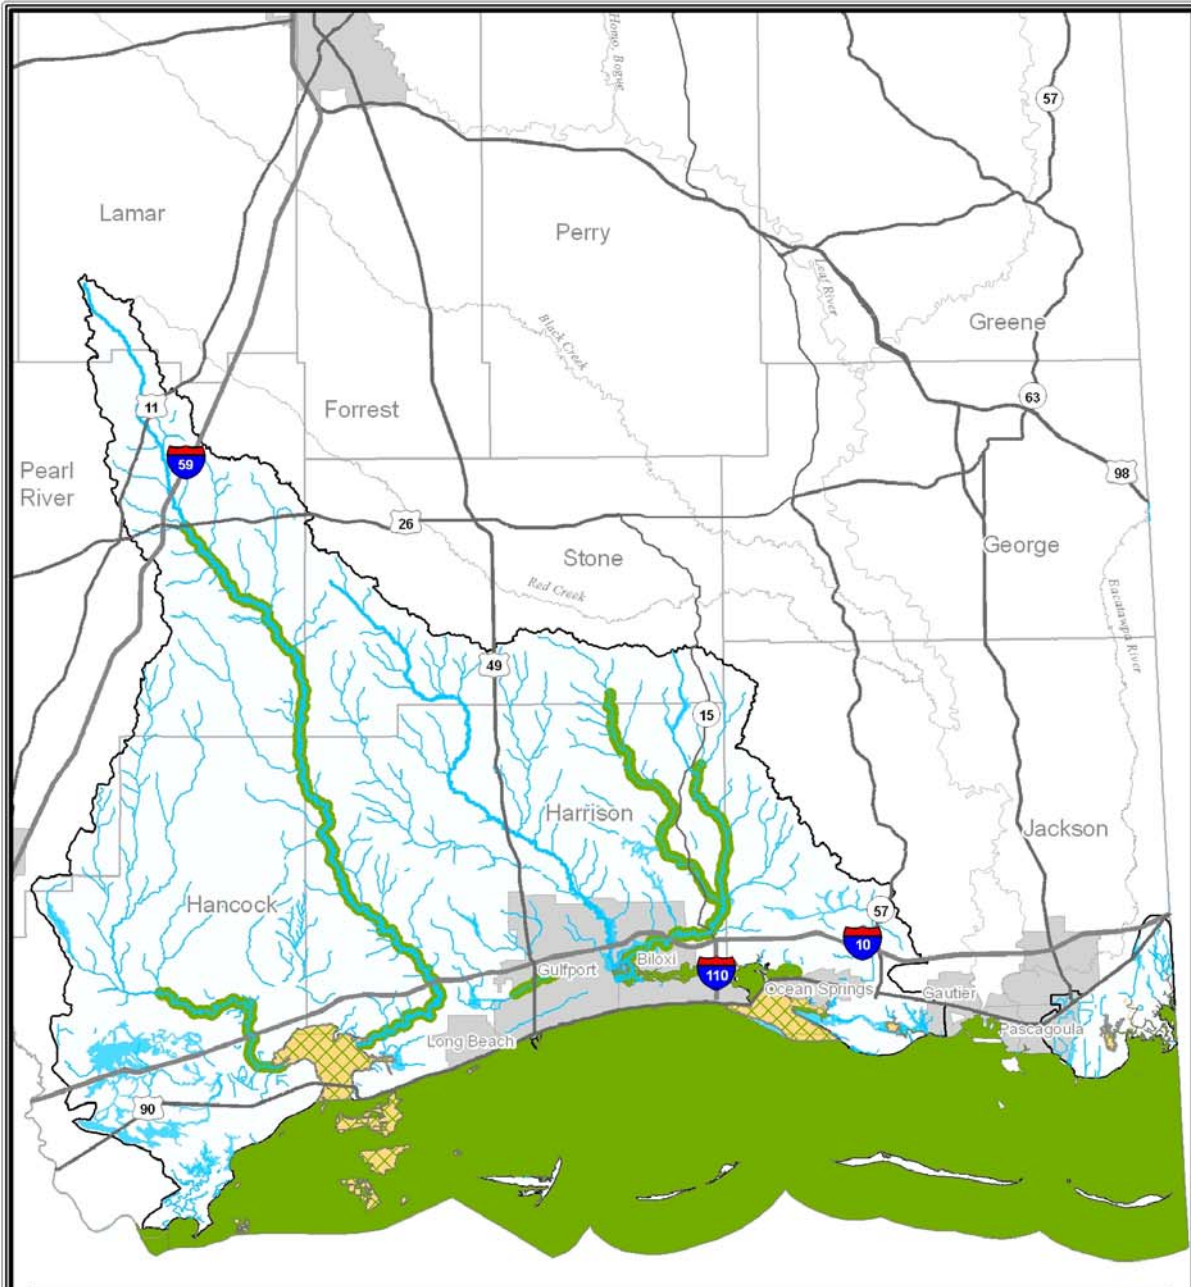 Homo. Bogue
57
Lamar
Perry
Leaf River
Greene
Black Creek
11
Forrest
63
59
Pearl
River
98
26
Stone
George
Red Creek
Escatawpa River
49
15
Harrison
Jackson
Hancock
57
10
Biloxi
Gulfport
110
Ocean Springs
Gautier
Long Beach
Pascagoula
90